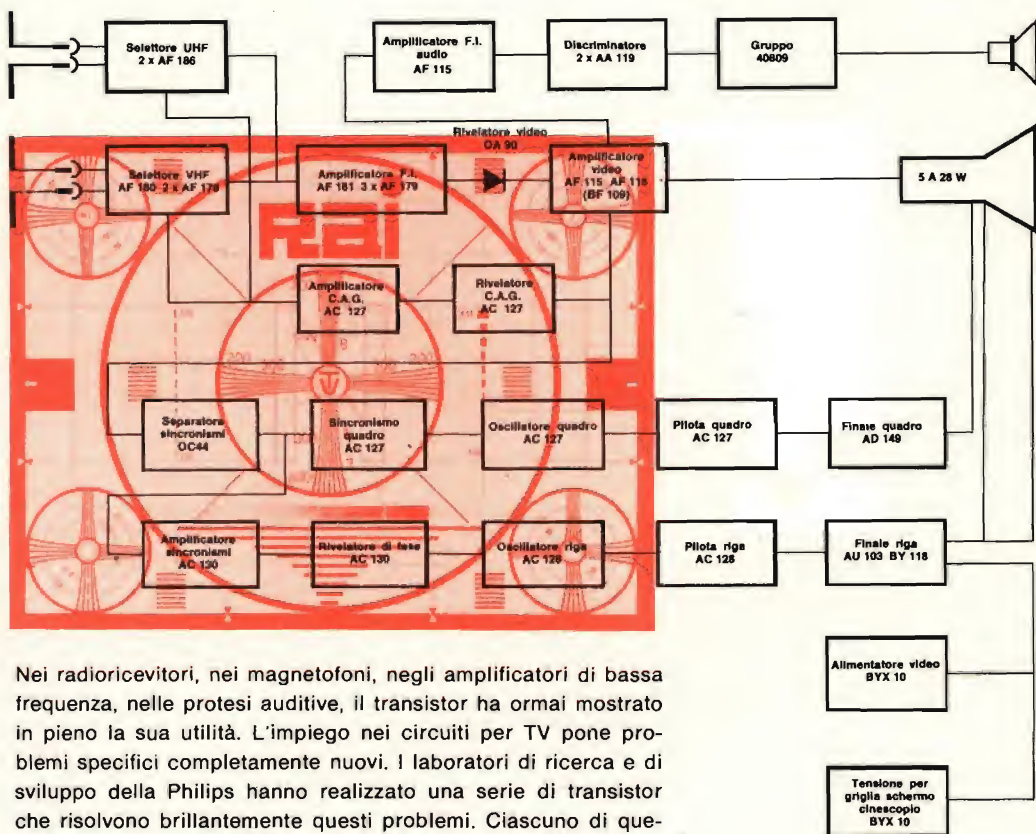 Selettore UHF
2 x AF 186
Amplificatore F.I.
audio
AF 115
Discriminatore
2 x AA 119
Gruppo
40809
Selettore VHF
AF 180 2 x AF 178
Amplificatore F.I.
AF 181 3 x AF 179
Rivelatore video
OA 90
Amplificatore
video
AF 115 AF 118
(BF 109)
5 A 28 W
Rai
Amplificatore
C.A.G.
AC 127
Rivelatore
C.A.G.
AC 127
200
300
300
200
TV
Separatore
sincronismi
OC44
Sincronismo
quadro
AC 127
Oscillatore quadro
AC 127
Pilota quadro
AC 127
Finale quadro
AD 149
Amplificatore
sincronismi
AC 130
Rivelatore di fase
AC 130
Oscillatore riga
AC 128
Pilota riga
AC 128
Finale riga
AU 103 BY 118
Alimentatore video
BYX 10
Tensione per
griglia schermo
cinescopio
BYX 10
Nei radioricevitori, nei magnetofoni, negli amplificatori di bassa
frequenza, nelle protesi auditive, il transistor ha ormai mostrato
in pieno la sua utilità. L'impiego nei circuiti per TV pone pro-
blemi specifici completamente nuovi. I laboratori di ricerca e di
sviluppo della Philips hanno realizzato una serie di transistor
che risolvono brillantemente questi problemi. Ciascuno di que-